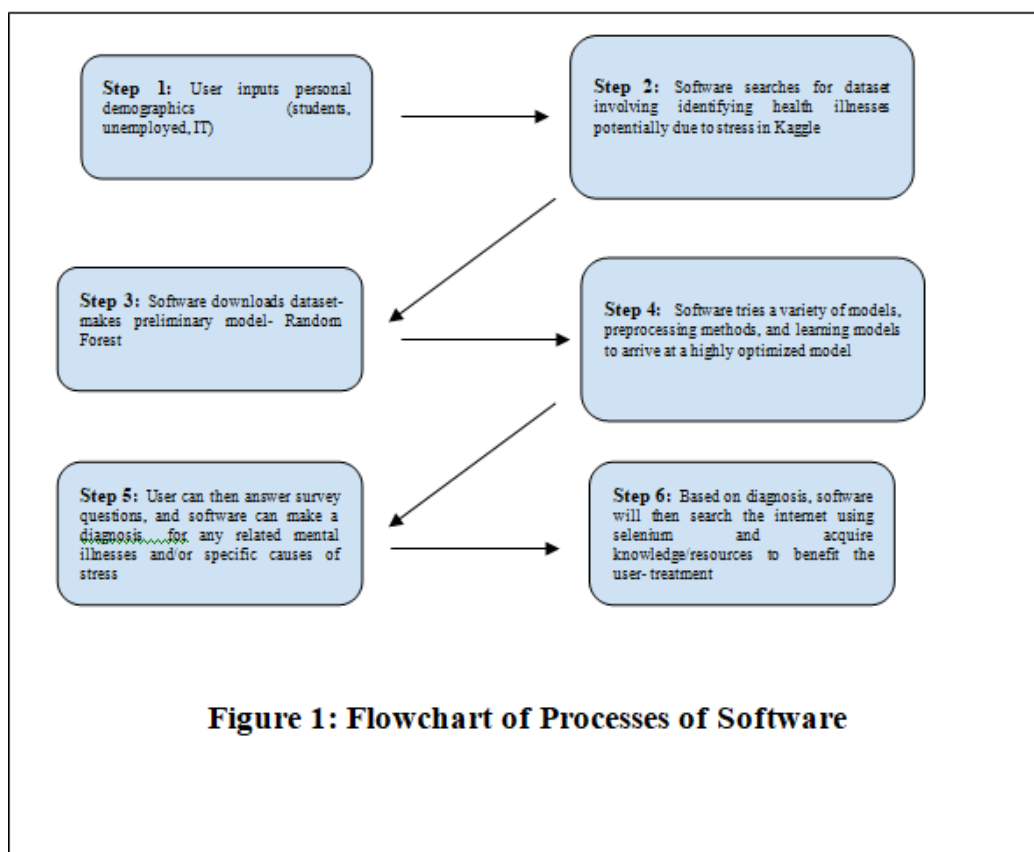 Step 1: User inputs personal
demographics (students,
unemployed, IT)
Step 2: Software searches for dataset
involving identifying health illnesses
potentially due to stress in Kaggle
Step 3: Software downloads dataset-
makes preliminary model- Random
Forest
Step 4: Software tries a variety of models,
preprocessing methods, and learning models
to arrive at a highly optimized model
Step 5: User can then answer survey
questions, and software can make a
diagnosis for any related mental
illnesses and/or specific causes of
stress
Step 6: Based on diagnosis, software
will then search the internet using
selenium and acquire
knowledge/resources to benefit the
user- treatment
Figure 1: Flowchart of Processes of Software